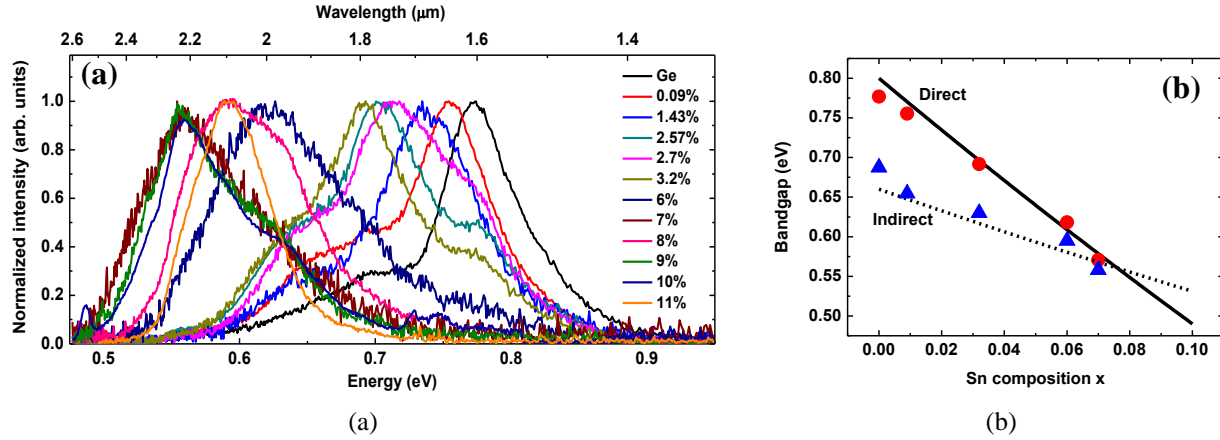 Wavelength (μm)
2.6 2.4 2.2 2 1.8 1.6 1.4
(a)
Normalized intensity (arb. units)
1.0
0.8
0.6
0.4
0.2
0.0
Ge
0.09%
1.43%
2.57%
2.7%
3.2%
6%
7%
8%
9%
10%
11%
0.5 0.6 0.7 0.8 0.9
Energy (eV)
(a)
(b)
Bandgap (eV)
0.80
0.75
0.70
0.65
0.60
0.55
0.50
Direct
Indirect
0.00 0.02 0.04 0.06 0.08 0.10
Sn composition x
(b)